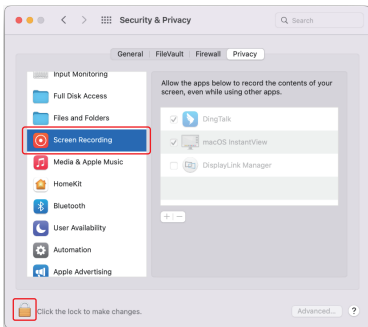 Security & Privacy
Search
General
FileVault
Firewall
Privacy
Input Monitoring
Full Disk Access
Files and Folders
Screen Recording
Media & Apple Music
HomeKit
Bluetooth
User Availability
Automation
Apple Advertising
Allow the apps below to record the contents of your
screen, even while using other apps.
DingTalk
macOS InstantView
DisplayLink Manager
Click the lock to make changes.
Advanced...
?